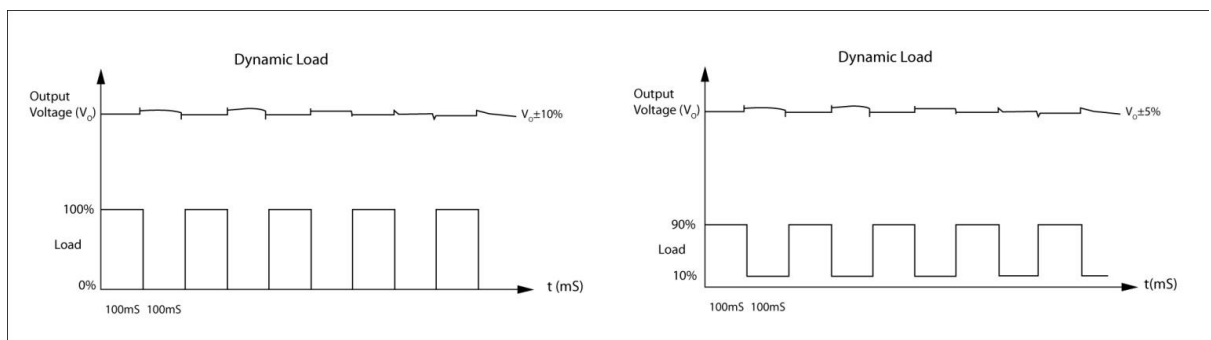 Dynamic Load
Output
Voltage (VO)
VO±10%
100%
Load
0%
t (mS)
100mS 100mS
Dynamic Load
Output
Voltage (VO)
VO±5%
90%
Load
10%
t(mS)
100mS 100mS